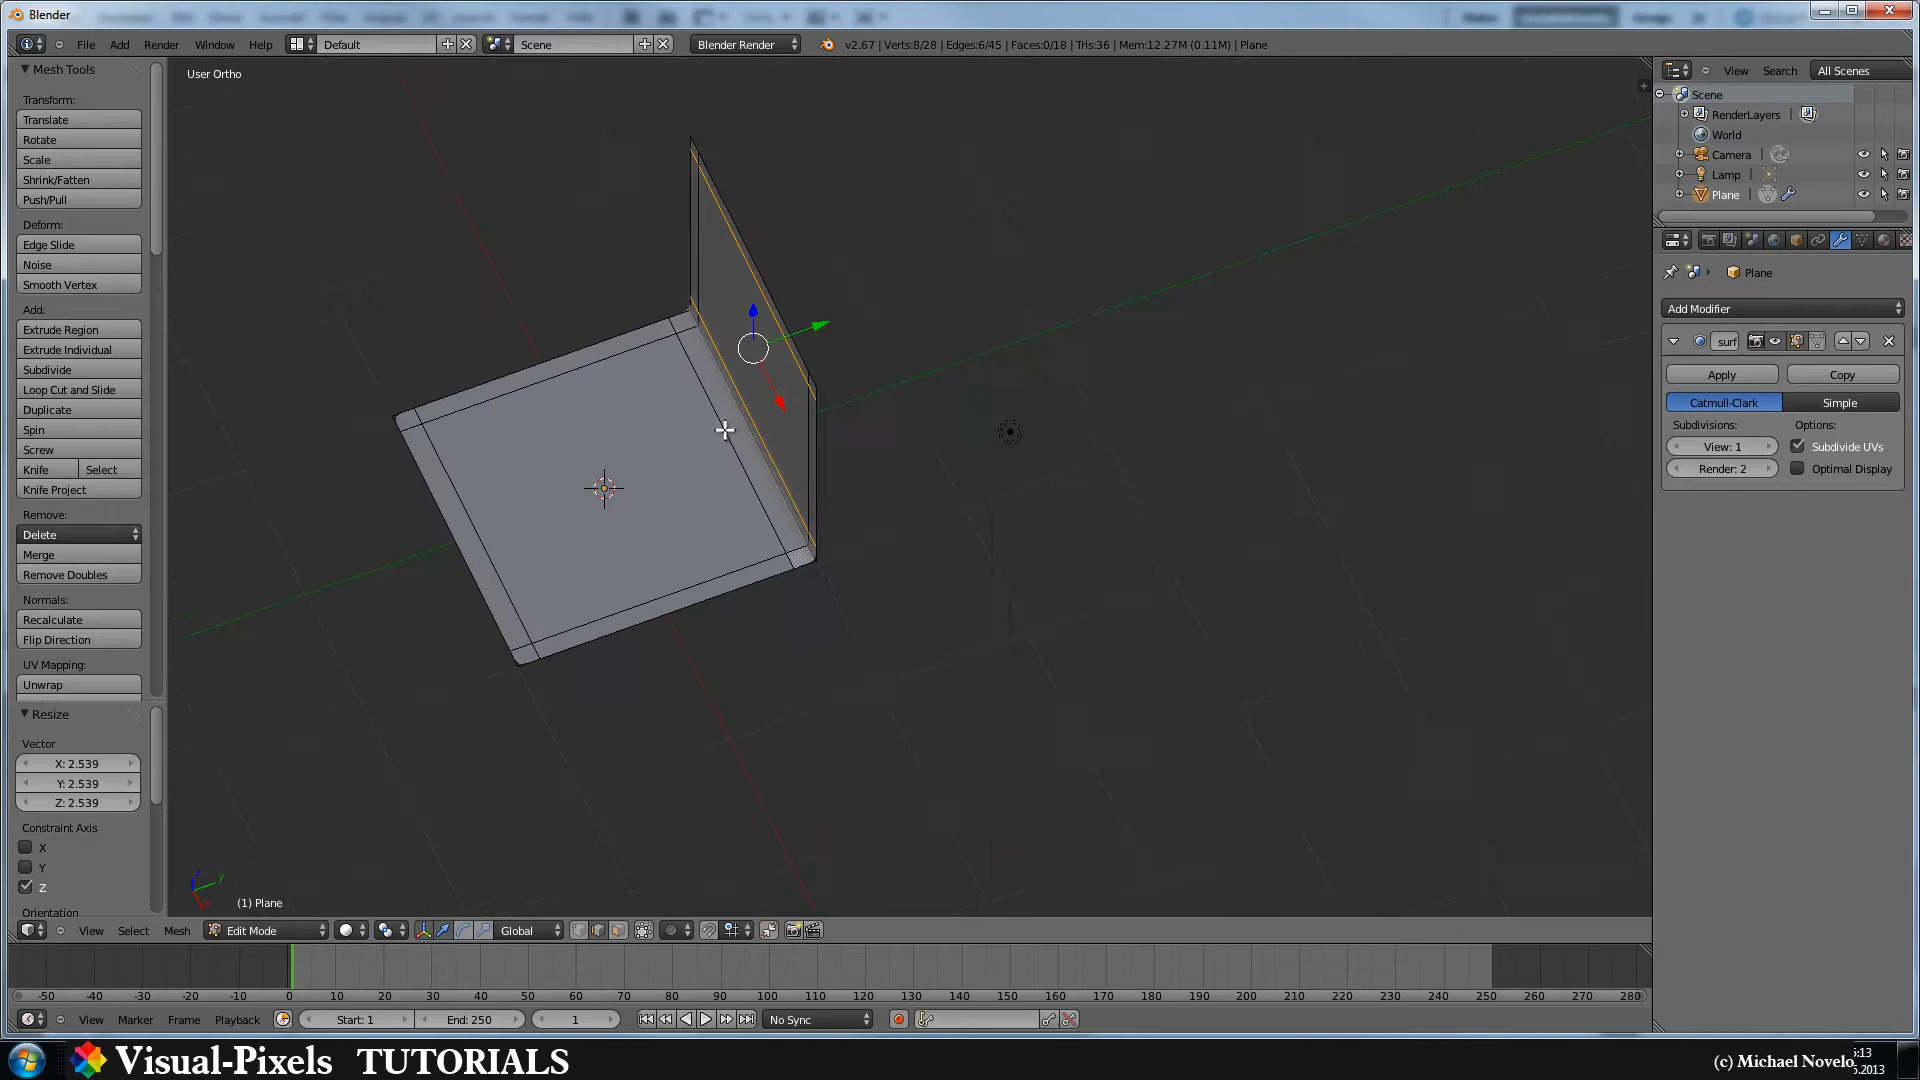 Blender
File Add Render Window Help Default Scene Blender Render v2.67 | Verts:8/28 | Edges:6/45 | Faces:0/18 | Tris:36 | Mem:12.27M (0.11M) | Plane
Mesh Tools
Transform:
Translate
Rotate
Scale
Shrink/Fatten
Push/Pull
Deform:
Edge Slide
Noise
Smooth Vertex
Add:
Extrude Region
Extrude Individual
Subdivide
Loop Cut and Slide
Duplicate
Spin
Screw
Knife Select
Knife Project
Remove:
Delete
Merge
Remove Doubles
Normals:
Recalculate
Flip Direction
UV Mapping:
Unwrap
Resize
Vector
X: 2.539
Y: 2.539
Z: 2.539
Constraint Axis
X
Y
Z
Orientation
User Ortho
z y
(1) Plane
View Search All Scenes
Scene
RenderLayers |
World
Camera |
Lamp |
Plane |
Plane
Add Modifier
surf
Apply Copy
Catmull-Clark Simple
Subdivisions: Options:
View: 1 Subdivide UVs
Render: 2 Optimal Display
View Select Mesh Edit Mode Global
-50 -40 -30 -20 -10 0 10 20 30 40 50 60 70 80 90 100 110 120 130 140 150 160 170 180 190 200 210 220 230 240 250 260 270 280
View Marker Frame Playback Start: 1 End: 250 1 No Sync
Visual-Pixels TUTORIALS
(c) Michael Novelo
:13
.2013